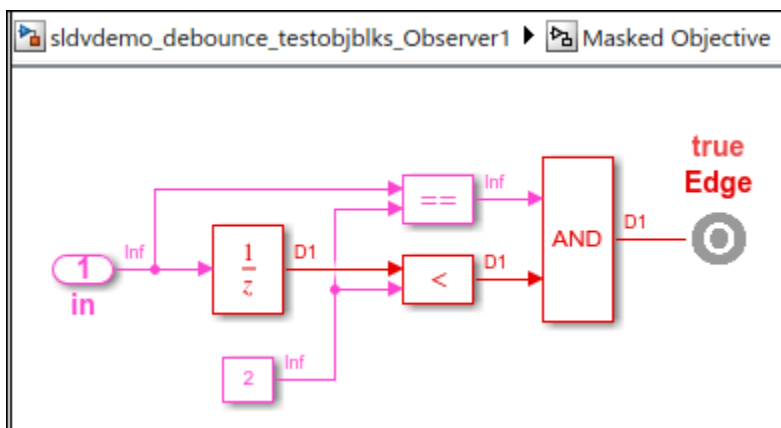 sldvdemo_debounce_testobjblks_Observer1 Masked Objective
true
Edge
Inf
==
D1
AND
1
Inf
in
1
z
D1
<
D1
2
Inf